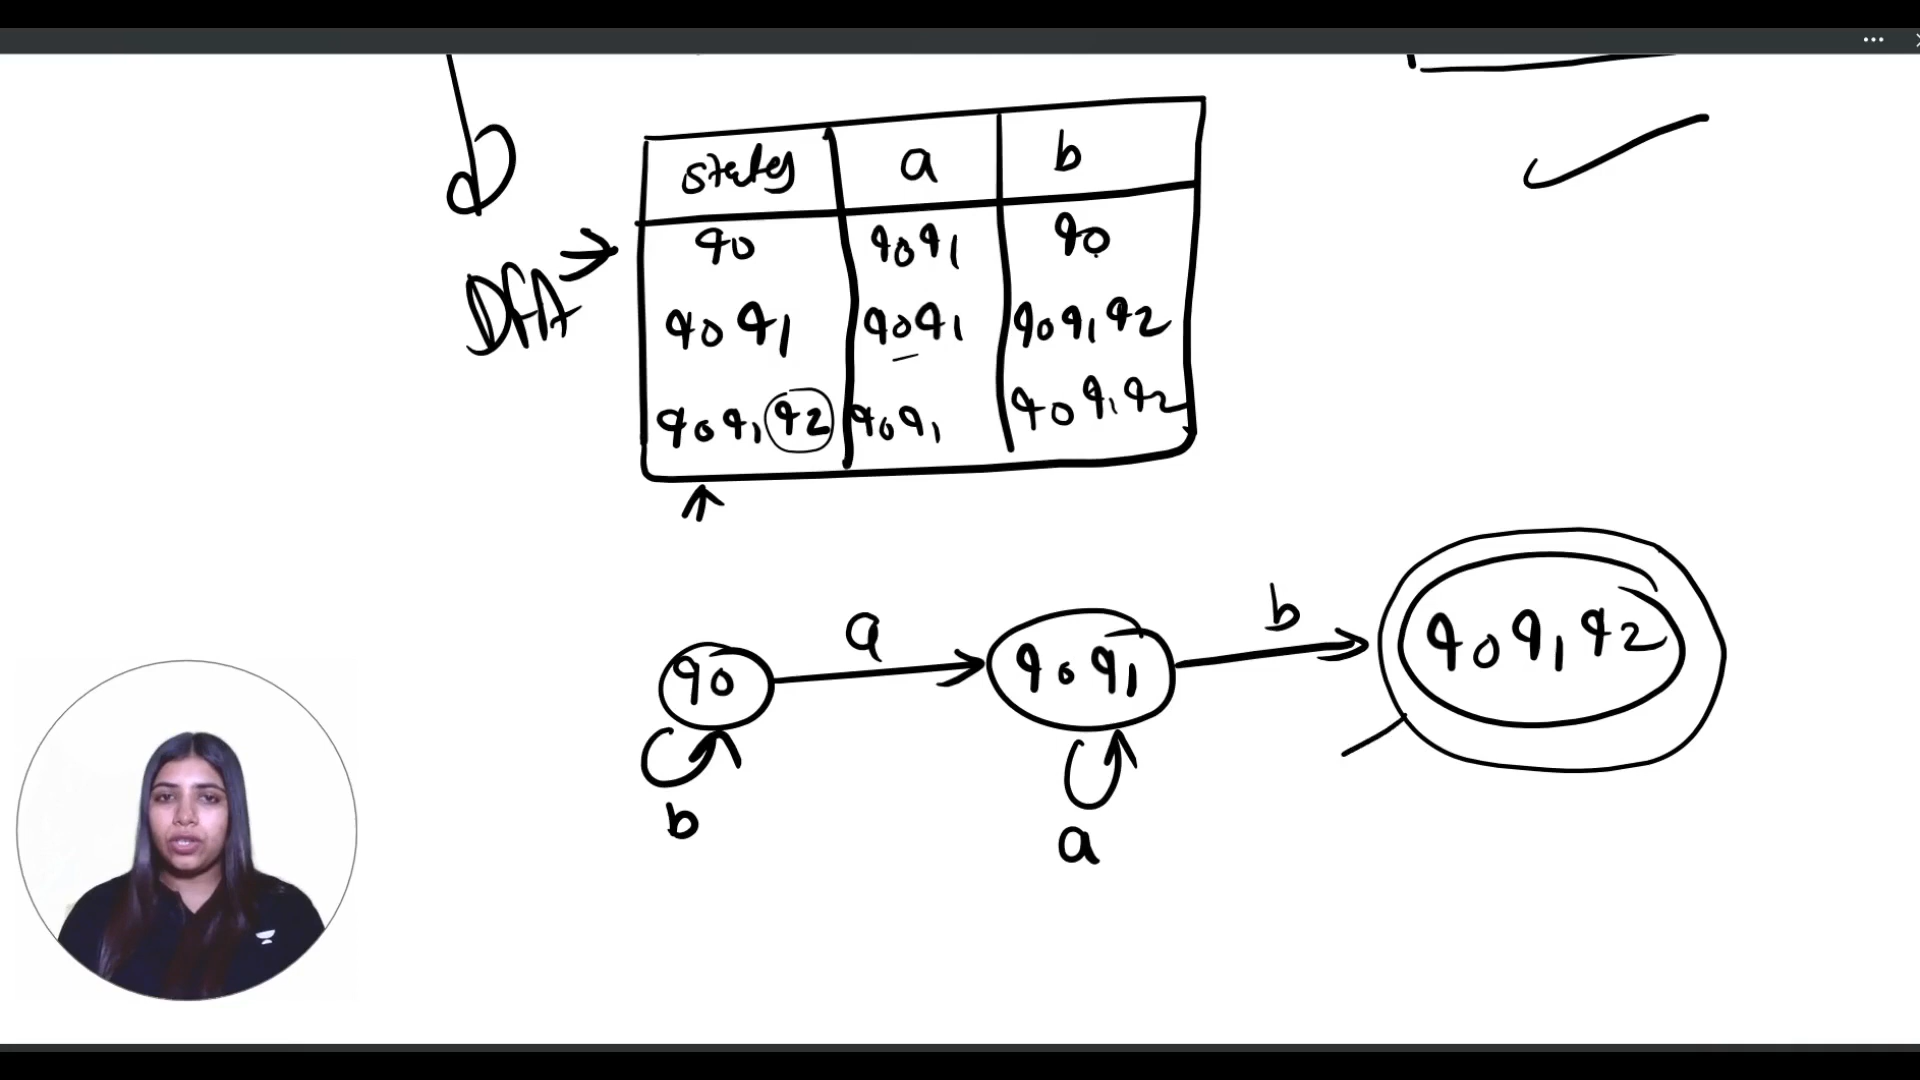 b
states a b
DFA → q0 q0q1 q0
q0q1 q0q1 q0q1q2
q0q1q2 q0q1 q0q1q2
q0 a q0q1 b q0q1q2
b a